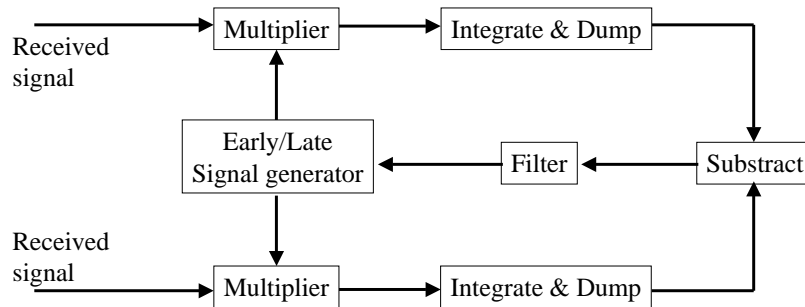 Received
signal
Multiplier
Integrate & Dump
Early/Late
Signal generator
Filter
Substract
Received
signal
Multiplier
Integrate & Dump